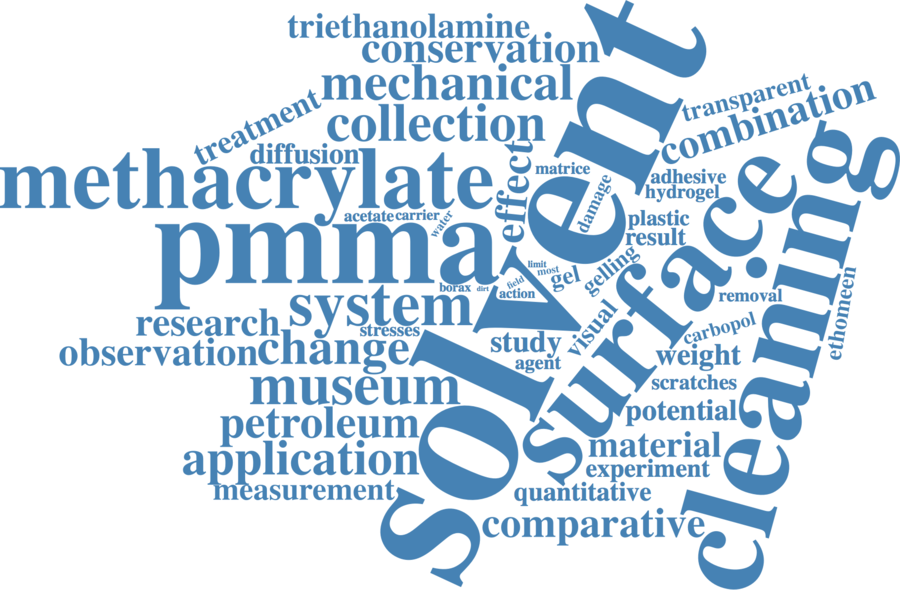 triethanolamine
conservation
mechanical
collection
treatment
diffusion
methacrylate
effect
matrice
solvent
damage
transparent
combination
adhesive
hydrogel
plastic
result
acetate
carrier
water
pmma
borax
dirt
limit
most
field
action
gel
gelling
surface
cleaning
removal
ethomeen
system
research
stresses
observation
change
study
agent
visual
carbopol
weight
scratches
museum
petroleum
potential
application
material
experiment
measurement
quantitative
comparative